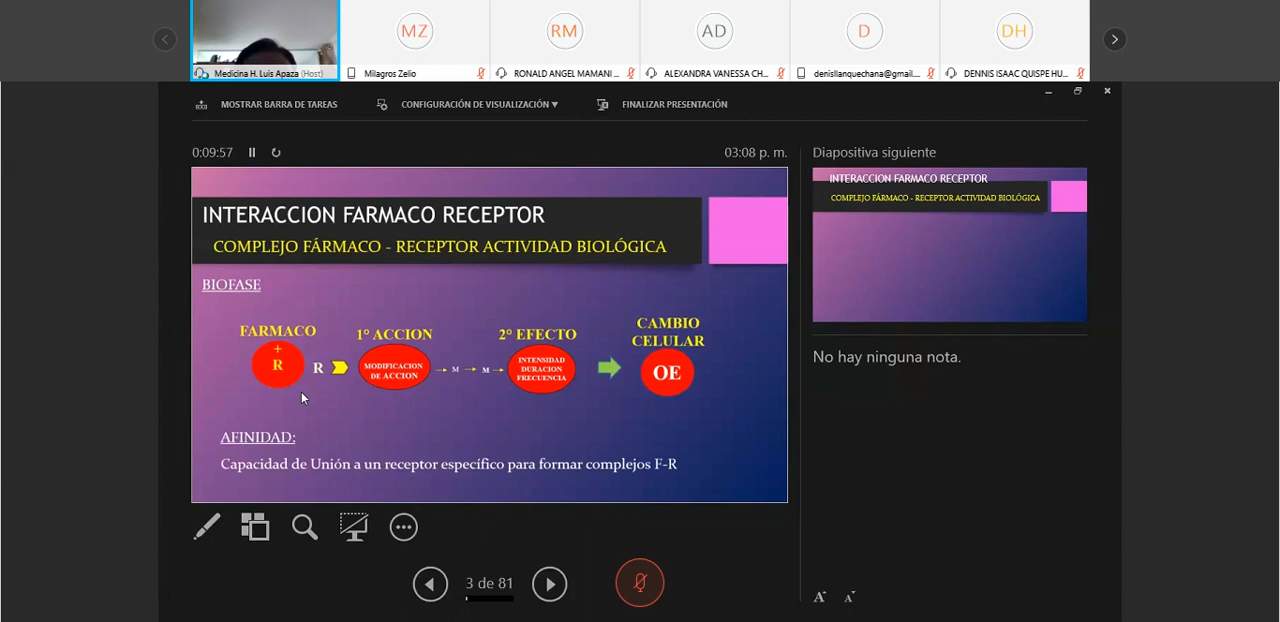 MZ
RM
AD
D
DH
Medicina H. Luis Apaza (Host)
Milagros Zelio
RONALD ANGEL MAMANI ...
ALEXANDRA VANESSA CH...
denisllanquechana@gmail....
DENNIS ISAAC QUISPE HU...
MOSTRAR BARRA DE TAREAS
CONFIGURACIÓN DE VISUALIZACIÓN ▼
FINALIZAR PRESENTACIÓN
0:09:57
03:08 p. m.
INTERACCION FARMACO RECEPTOR
COMPLEJO FÁRMACO - RECEPTOR ACTIVIDAD BIOLÓGICA
BIOFASE
FARMACO
+
R
R
1° ACCION
MODIFICACION
DE ACCION
M
M
2° EFECTO
INTENSIDAD
DURACION
FRECUENCIA
CAMBIO
CELULAR
OE
AFINIDAD:
Capacidad de Unión a un receptor específico para formar complejos F-R
Diapositiva siguiente
INTERACCION FARMACO RECEPTOR
COMPLEJO FÁRMACO - RECEPTOR ACTIVIDAD BIOLÓGICA
No hay ninguna nota.
3 de 81
A
A